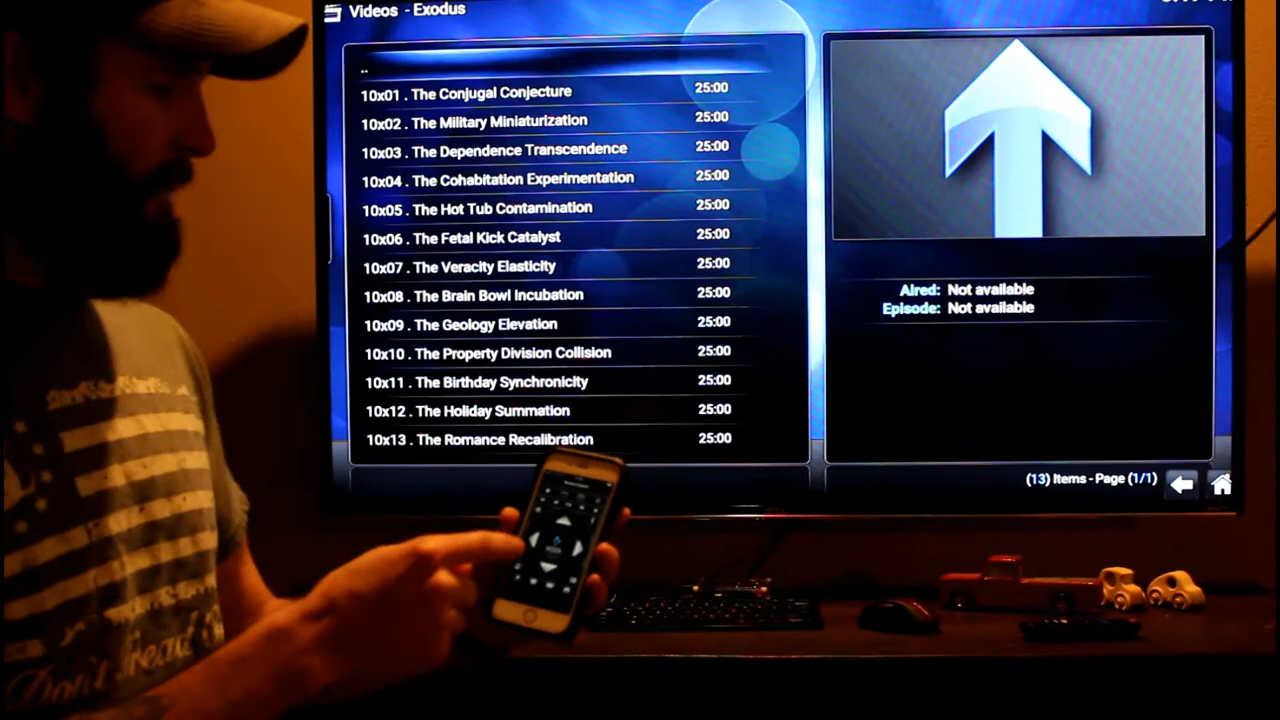 Videos - Exodus
..
10x01 . The Conjugal Conjecture 25:00
10x02 . The Military Miniaturization 25:00
10x03 . The Dependence Transcendence 25:00
10x04 . The Cohabitation Experimentation 25:00
10x05 . The Hot Tub Contamination 25:00
10x06 . The Fetal Kick Catalyst 25:00
10x07 . The Veracity Elasticity 25:00
10x08 . The Brain Bowl Incubation 25:00
10x09 . The Geology Elevation 25:00
10x10 . The Property Division Collision 25:00
10x11 . The Birthday Synchronicity 25:00
10x12 . The Holiday Summation 25:00
10x13 . The Romance Recalibration 25:00
Aired: Not available
Episode: Not available
(13) Items - Page (1/1)
Don't Tread